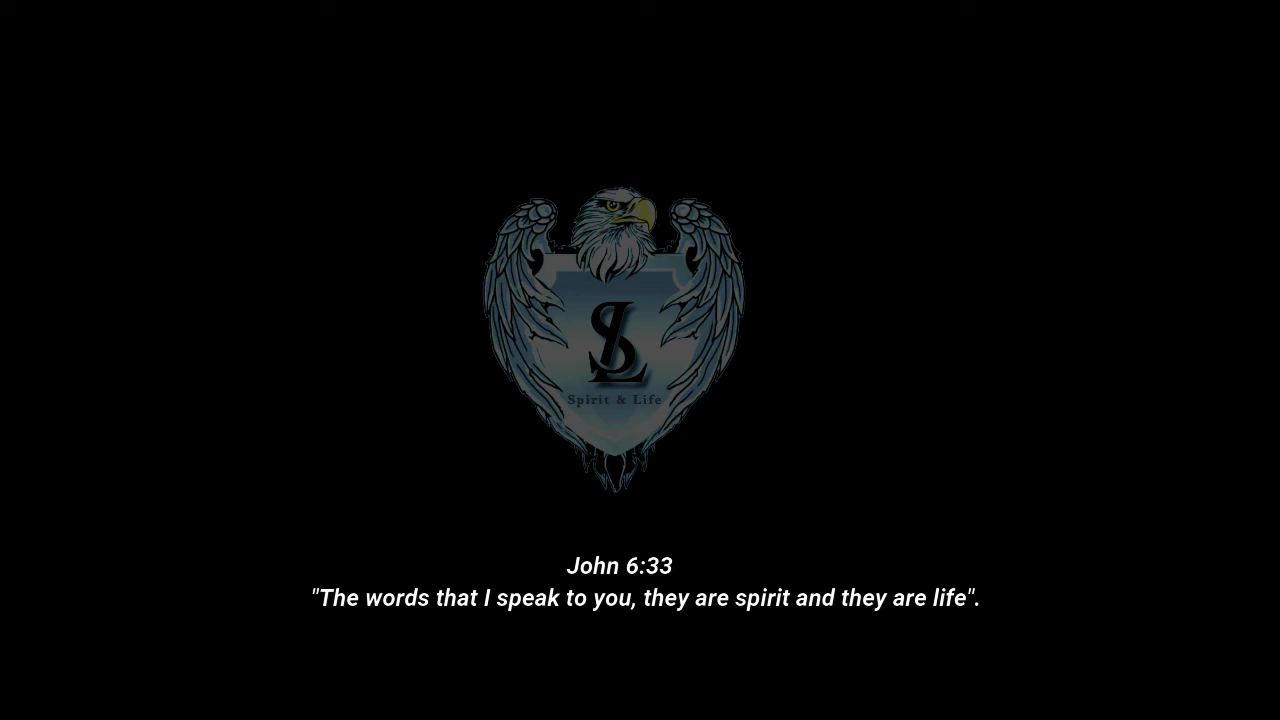 SL
Spirit & Life
John 6:33
"The words that I speak to you, they are spirit and they are life".